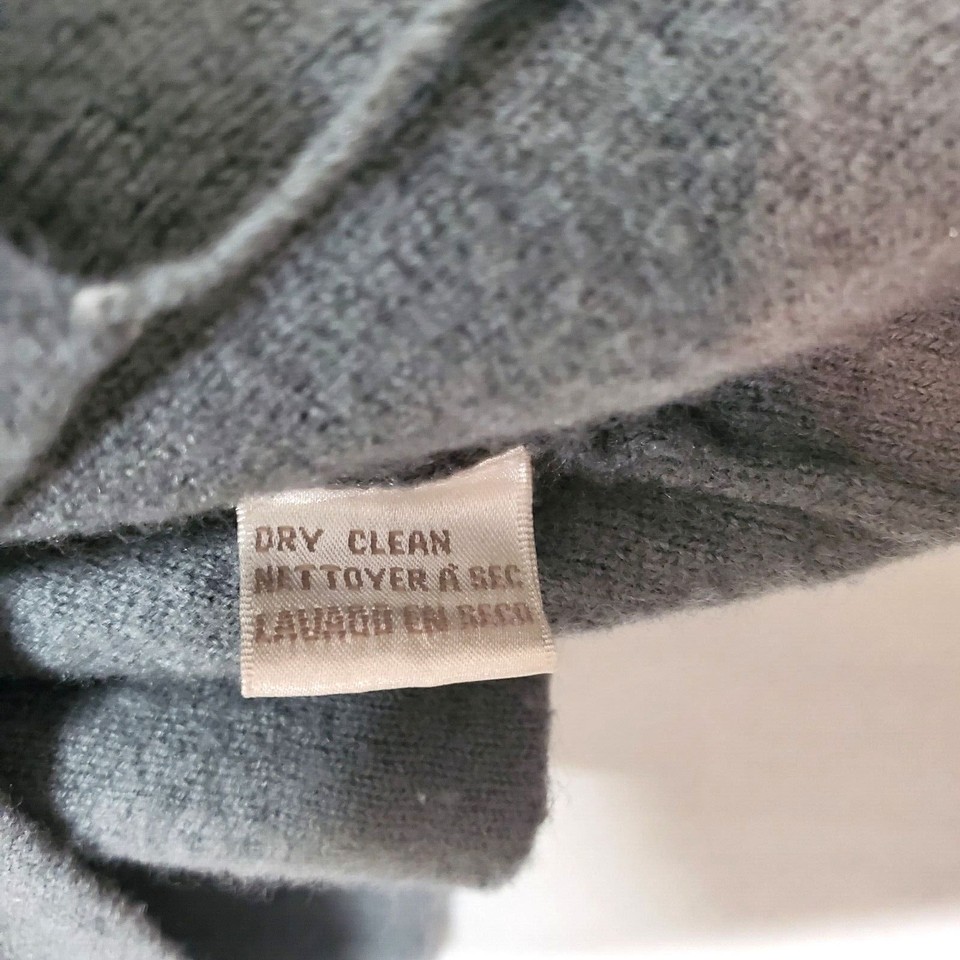 DRY CLEAN
NETTOYER À SEC
LAVADO EN SECO